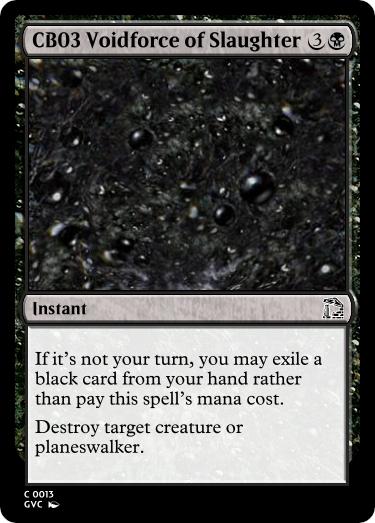 CB03 Voidforce of Slaughter 3
Instant
If it's not your turn, you may exile a
black card from your hand rather
than pay this spell's mana cost.
Destroy target creature or
planeswalker.
C 0013
GVC